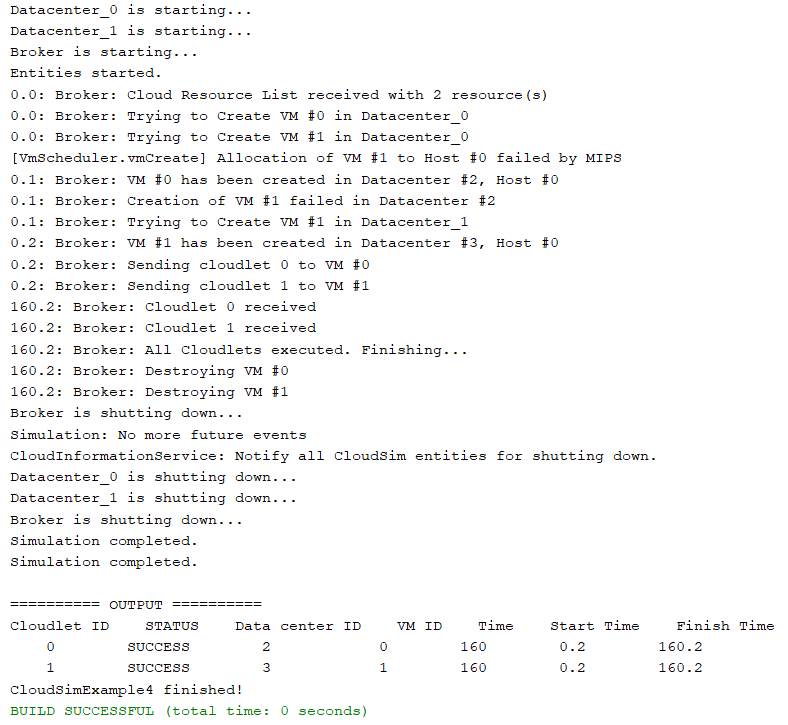 Datacenter_0 is starting...
Datacenter_1 is starting...
Broker is starting...
Entities started.
0.0: Broker: Cloud Resource List received with 2 resource(s)
0.0: Broker: Trying to Create VM #0 in Datacenter_0
0.0: Broker: Trying to Create VM #1 in Datacenter_0
[VmScheduler.vmCreate] Allocation of VM #1 to Host #0 failed by MIPS
0.1: Broker: VM #0 has been created in Datacenter #2, Host #0
0.1: Broker: Creation of VM #1 failed in Datacenter #2
0.1: Broker: Trying to Create VM #1 in Datacenter_1
0.2: Broker: VM #1 has been created in Datacenter #3, Host #0
0.2: Broker: Sending cloudlet 0 to VM #0
0.2: Broker: Sending cloudlet 1 to VM #1
160.2: Broker: Cloudlet 0 received
160.2: Broker: Cloudlet 1 received
160.2: Broker: All Cloudlets executed. Finishing...
160.2: Broker: Destroying VM #0
160.2: Broker: Destroying VM #1
Broker is shutting down...
Simulation: No more future events
CloudInformationService: Notify all CloudSim entities for shutting down.
Datacenter_0 is shutting down...
Datacenter_1 is shutting down...
Broker is shutting down...
Simulation completed.
Simulation completed.

========== OUTPUT ==========
Cloudlet ID    STATUS    Data center ID    VM ID    Time    Start Time    Finish Time
    0        SUCCESS        2            0        160        0.2        160.2
    1        SUCCESS        3            1        160        0.2        160.2
CloudSimExample4 finished!
BUILD SUCCESSFUL (total time: 0 seconds)